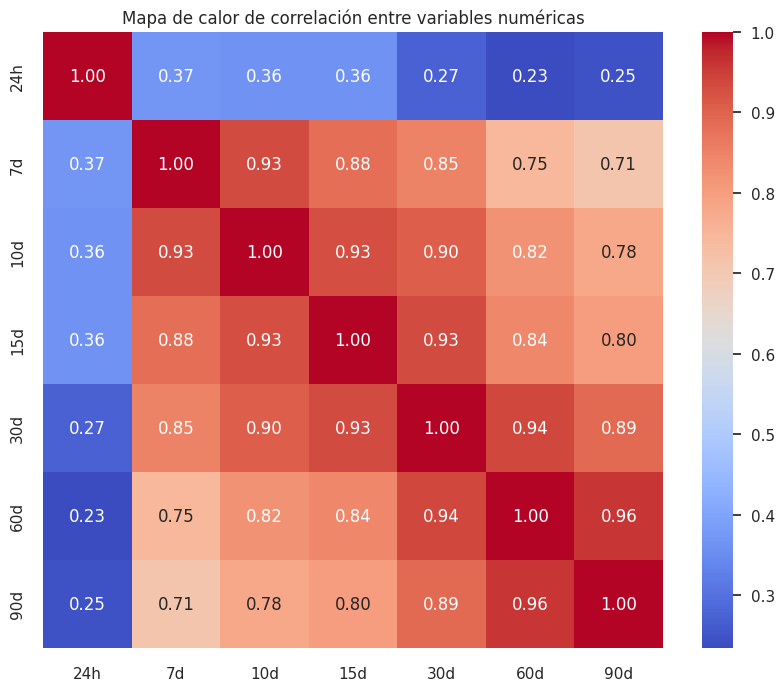 Mapa de calor de correlación entre variables numéricas
24h 1.00 0.37 0.36 0.36 0.27 0.23 0.25
7d 0.37 1.00 0.93 0.88 0.85 0.75 0.71
10d 0.36 0.93 1.00 0.93 0.90 0.82 0.78
15d 0.36 0.88 0.93 1.00 0.93 0.84 0.80
30d 0.27 0.85 0.90 0.93 1.00 0.94 0.89
60d 0.23 0.75 0.82 0.84 0.94 1.00 0.96
90d 0.25 0.71 0.78 0.80 0.89 0.96 1.00
24h 7d 10d 15d 30d 60d 90d
1.0
0.9
0.8
0.7
0.6
0.5
0.4
0.3